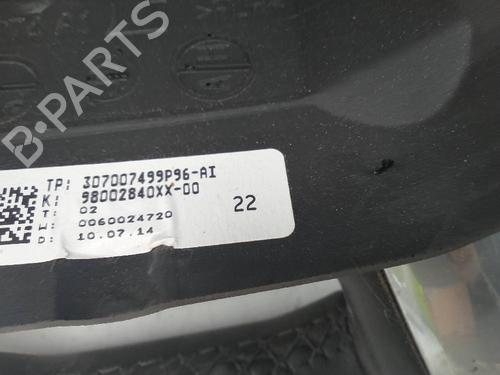 TP: 307007499P96-AI
K: 98002840XX-00
T: 02
W: 0060024720
D: 10.07.14
22
B-PARTS